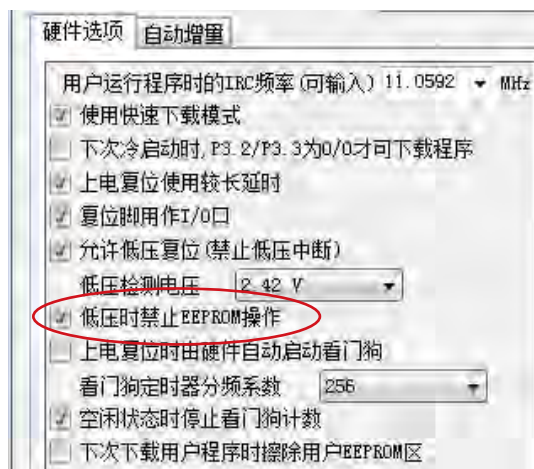 硬件选项 自动增量
用户运行程序时的IRC频率(可输入) 11.0592 MHz
使用快速下载模式
下次冷启动时,P3.2/P3.3为0/0才可下载程序
上电复位使用较长延时
复位脚用作I/O口
允许低压复位(禁止低压中断)
低压检测电压 2.42 V
低压时禁止EEPROM操作
上电复位时由硬件自动启动看门狗
看门狗定时器分频系数 256
空闲状态时停止看门狗计数
下次下载用户程序时擦除用户EEPROM区